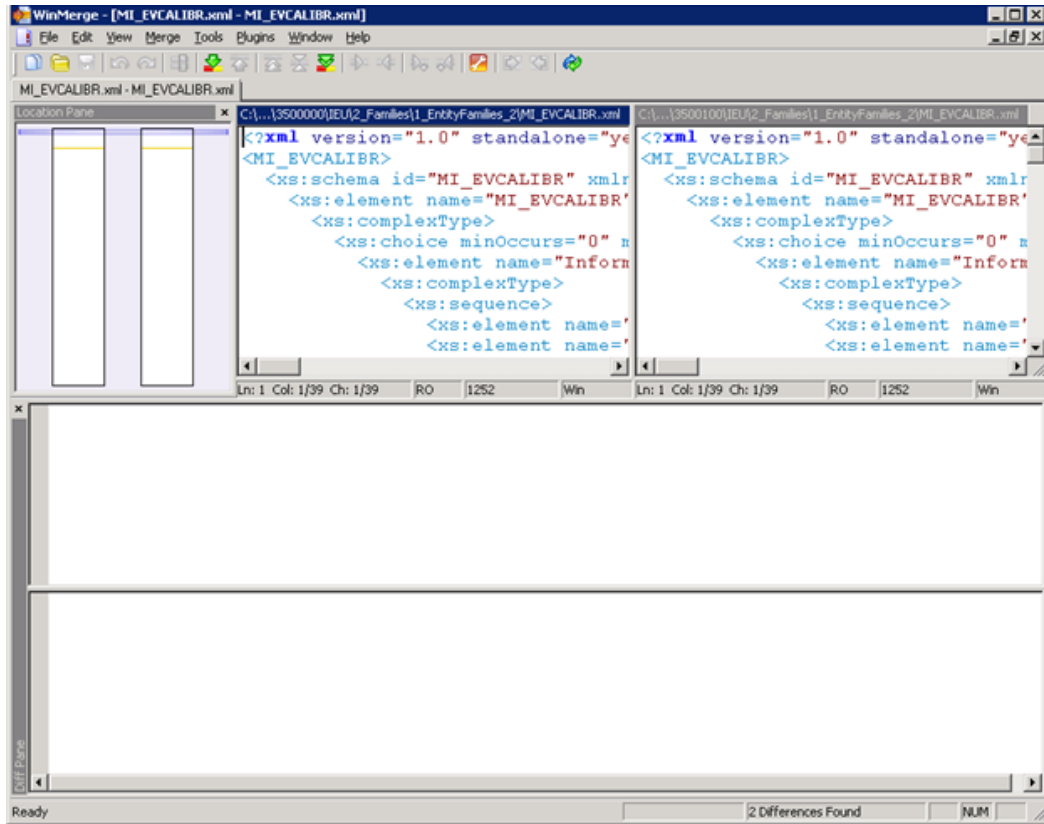 WinMerge - [MI_EVCALIBR.xml - MI_EVCALIBR.xml]
File Edit View Merge Tools Plugins Window Help
MI_EVCALIBR.xml - MI_EVCALIBR.xml
Location Pane
C:\...\3500000\IEU\2_Families\1_EntityFamilies_2\MI_EVCALIBR.xml
<?xml version="1.0" standalone="ye
<MI_EVCALIBR>
<xs:schema id="MI_EVCALIBR" xmlr
<xs:element name="MI_EVCALIBR"
<xs:complexType>
<xs:choice minOccurs="0" m
<xs:element name="Inform
<xs:complexType>
<xs:sequence>
<xs:element name="
<xs:element name="
Ln: 1 Col: 1/39 Ch: 1/39 RO 1252 Win
C:\...\3500100\IEU\2_Families\1_EntityFamilies_2\MI_EVCALIBR.xml
<?xml version="1.0" standalone="ye
<MI_EVCALIBR>
<xs:schema id="MI_EVCALIBR" xmlr
<xs:element name="MI_EVCALIBR'
<xs:complexType>
<xs:choice minOccurs="0" m
<xs:element name="Inform
<xs:complexType>
<xs:sequence>
<xs:element name='
<xs:element name='
Ln: 1 Col: 1/39 Ch: 1/39 RO 1252 Win
Diff Pane
Ready 2 Differences Found NUM